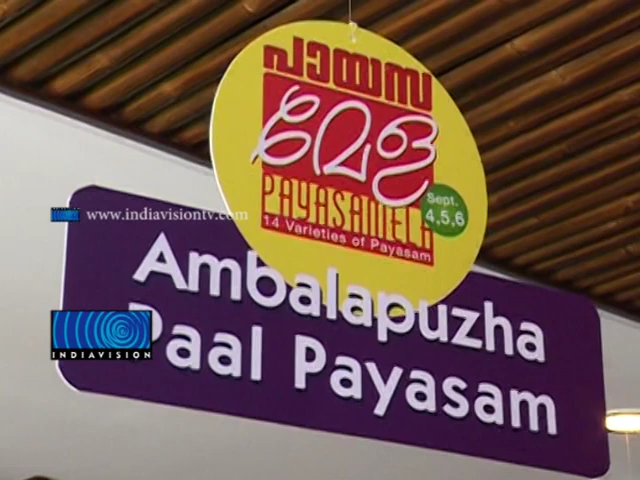 പായസ
മേള
PAYASAMELA
14 Varieties of Payasam
Sept.
4,5,6
www.indiavisiontv.com
Ambalapuzha
Paal Payasam
INDIAVISION